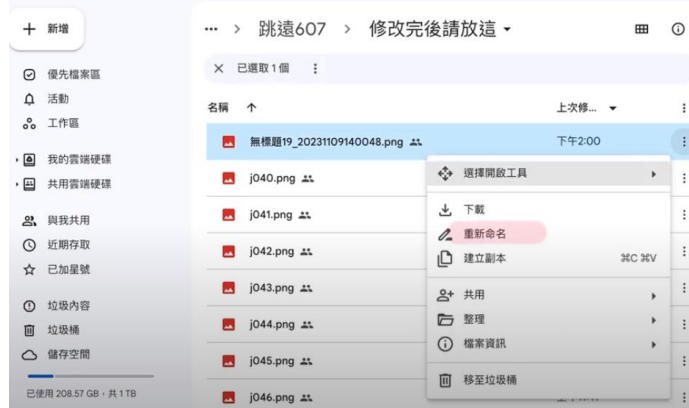 新增
優先檔案區
活動
工作區
我的雲端硬碟
共用雲端硬碟
與我共用
近期存取
已加星號
垃圾內容
垃圾桶
儲存空間
已使用 208.57 GB，共 1 TB
… > 跳遠607 > 修改完後請放這
已選取 1 個
名稱 上次修...
無標題19_20231109140048.png 下午2:00
j040.png
j041.png
j042.png
j043.png
j044.png
j045.png
j046.png
選擇開啟工具
下載
重新命名
建立副本 ⌘C ⌘V
共用
整理
檔案資訊
移至垃圾桶